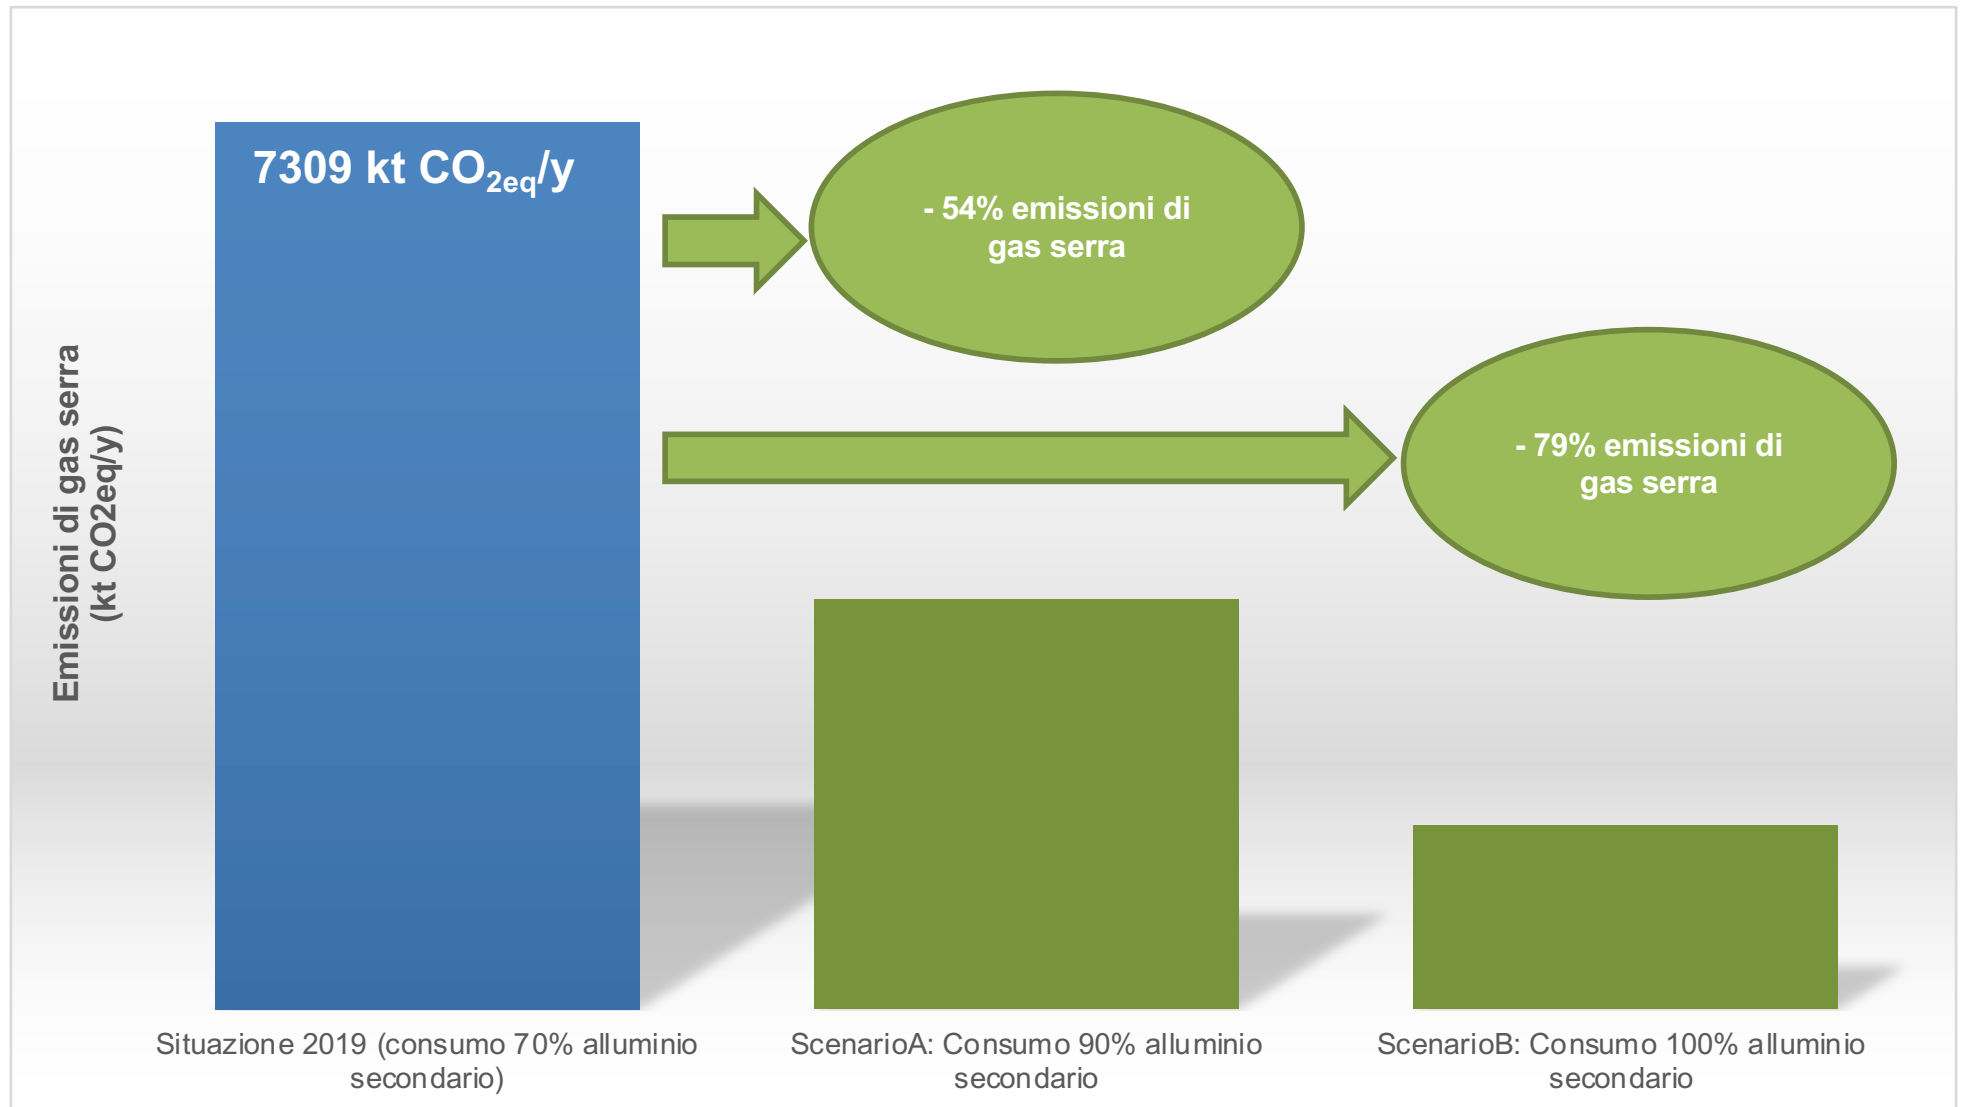 7309 kt CO₂eq/y
- 54% emissioni di
gas serra
- 79% emissioni di
gas serra
Emissioni di gas serra
(kt CO2eq/y)
Situazione 2019 (consumo 70% alluminio
secondario)
ScenarioA: Consumo 90% alluminio
secondario
ScenarioB: Consumo 100% alluminio
secondario